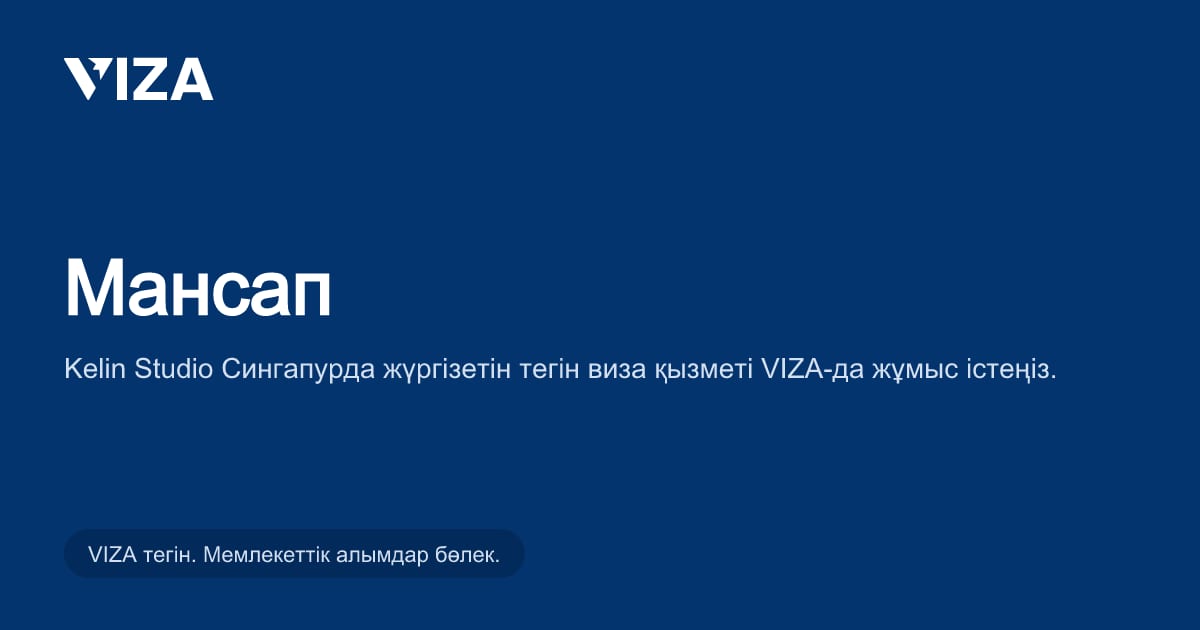 VIZA
Мансап
Kelin Studio Сингапурда жүргізетін тегін виза қызметі VIZA-да жұмыс істеңіз.
VIZA тегін. Мемлекеттік алымдар бөлек.